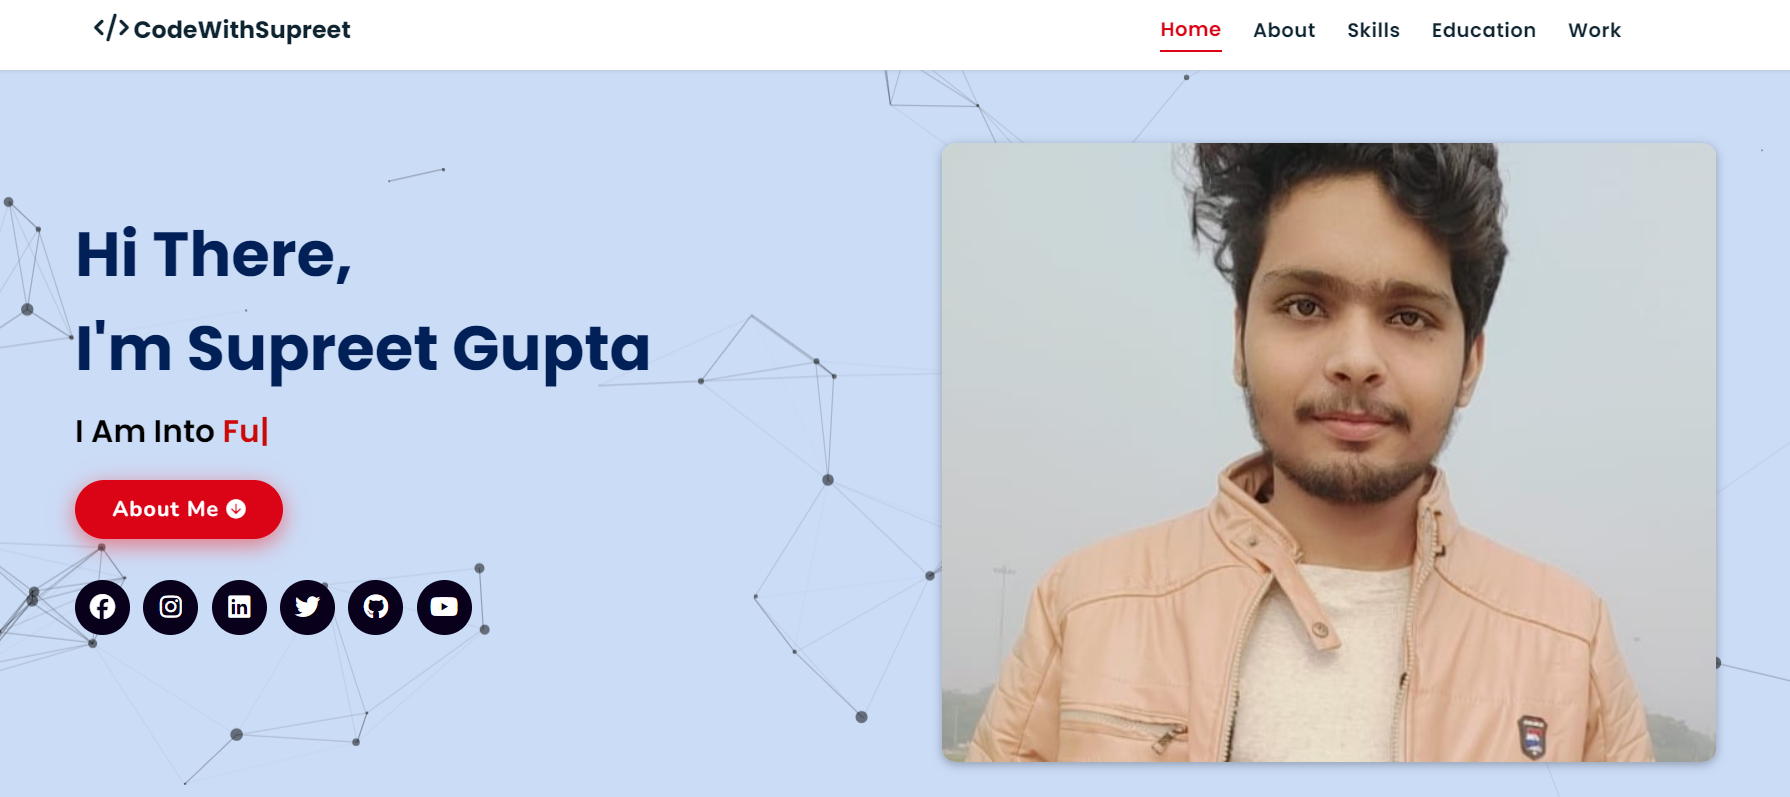 </> CodeWithSupreet
Home About Skills Education Work
Hi There,
I'm Supreet Gupta
I Am Into Fu|
About Me